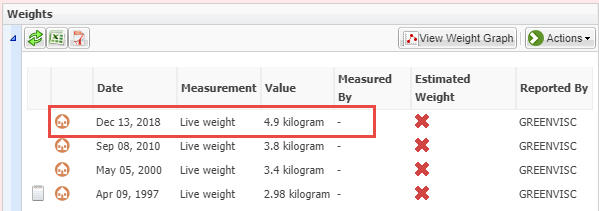 Weights
View Weight Graph Actions
Date Measurement Value Measured By Estimated Weight Reported By
Dec 13, 2018 Live weight 4.9 kilogram - GREENVISC
Sep 08, 2010 Live weight 3.8 kilogram - GREENVISC
May 05, 2000 Live weight 3.4 kilogram - GREENVISC
Apr 09, 1997 Live weight 2.98 kilogram - GREENVISC